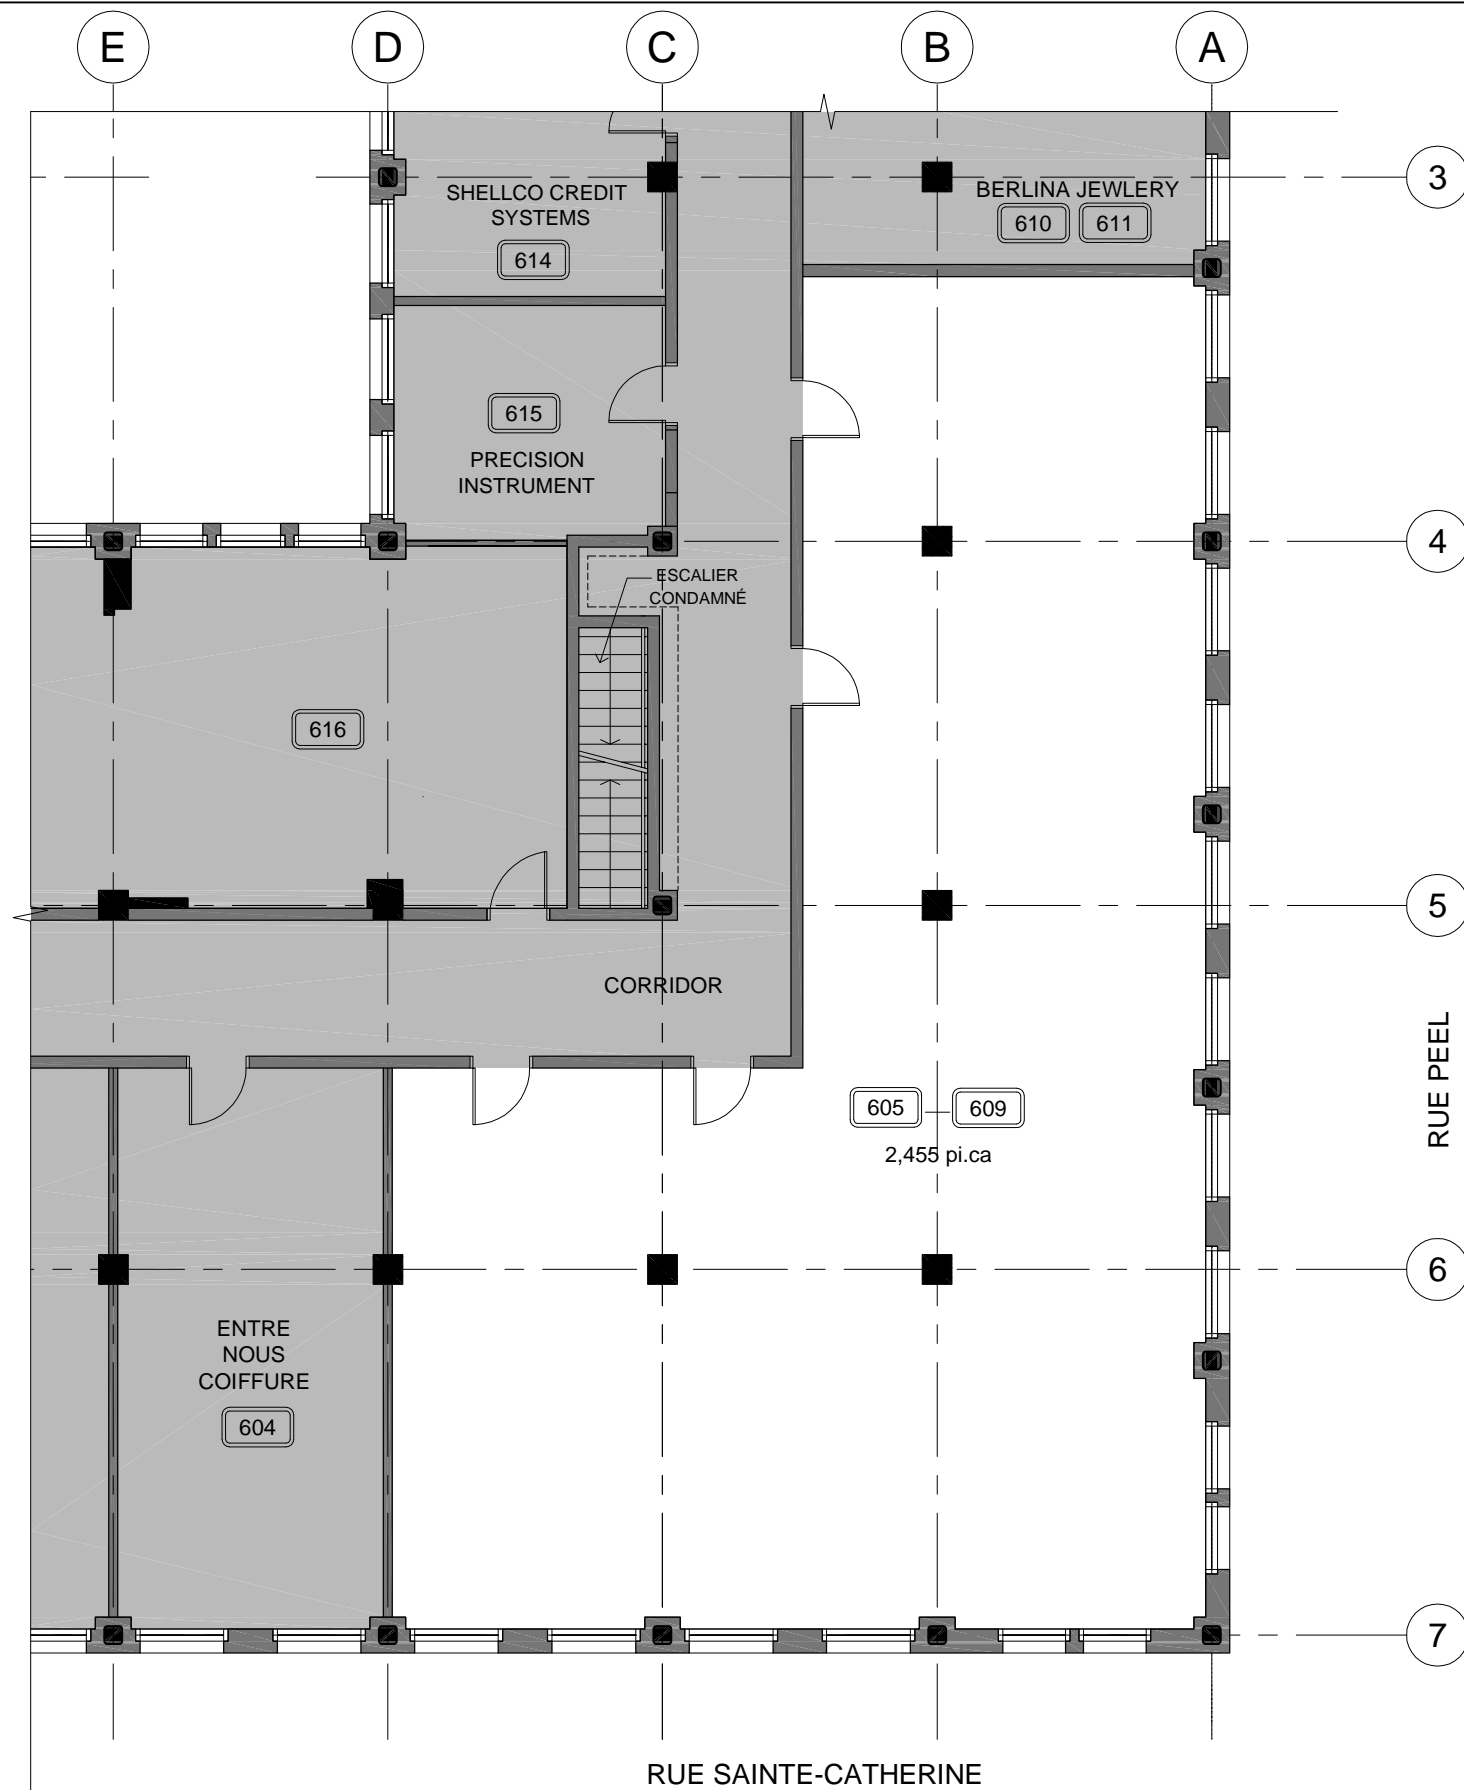 E
D
C
B
A
3
SHELLCO CREDIT
SYSTEMS
614
BERLINA JEWLERY
610
611
615
PRECISION
INSTRUMENT
4
ESCALIER
CONDAMNÉ
616
5
CORRIDOR
RUE PEEL
605
609
2,455 pi.ca
6
ENTRE
NOUS
COIFFURE
604
7
RUE SAINTE-CATHERINE